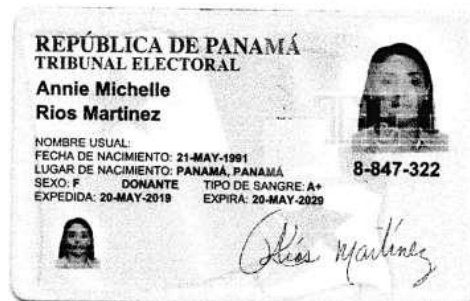 REPÚBLICA DE PANAMÁ
TRIBUNAL ELECTORAL
Annie Michelle
Rios Martinez
NOMBRE USUAL:
FECHA DE NACIMIENTO: 21-MAY-1991
LUGAR DE NACIMIENTO: PANAMÁ, PANAMÁ
SEXO: F DONANTE TIPO DE SANGRE: A+
EXPEDIDA: 20-MAY-2019 EXPIRA: 20-MAY-2029
8-847-322
Ríos Martínez